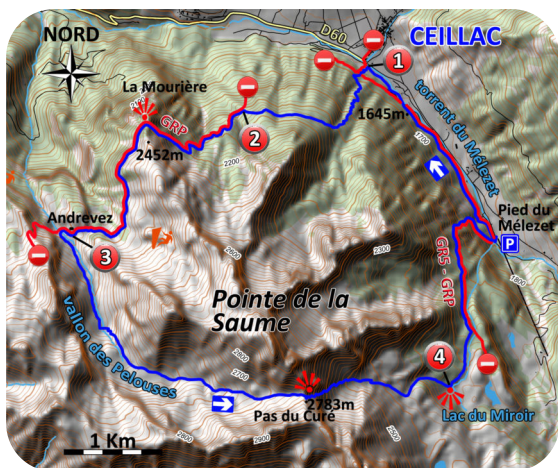 NORD
D60
CEILLAC
1
La Mourière
GRP
2452m
2
2200
1645m
1700
torrent du Mélezet
Pied du
Mélezet
P
1800
Andrevez
3
2600
2300
GR5 - GRP
Pointe de la
Saume
vallon des Pelouses
2800
2700
4
2783m
Pas du Curé
Lac du Miroir
1 Km
2900